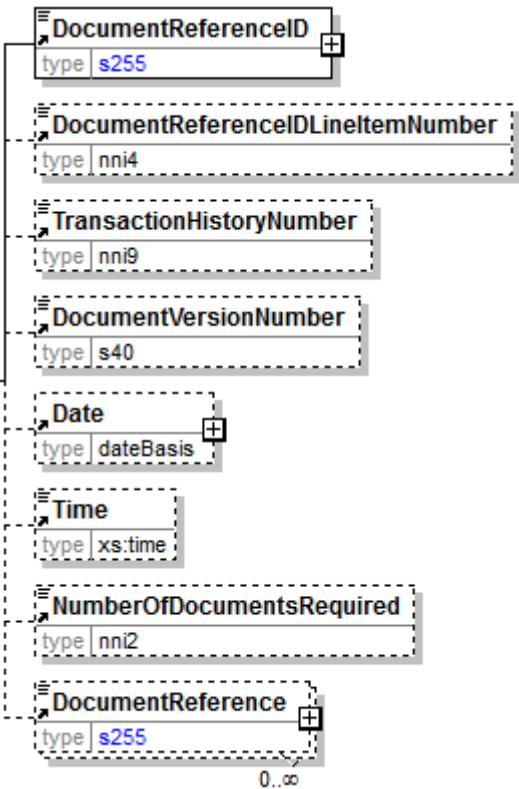 DocumentReferenceID
type s255
DocumentReferenceIDLineItemNumber
type nni4
TransactionHistoryNumber
type nni9
DocumentVersionNumber
type s40
Date
type dateBasis
Time
type xs:time
NumberOfDocumentsRequired
type nni2
DocumentReference
type s255
0..∞